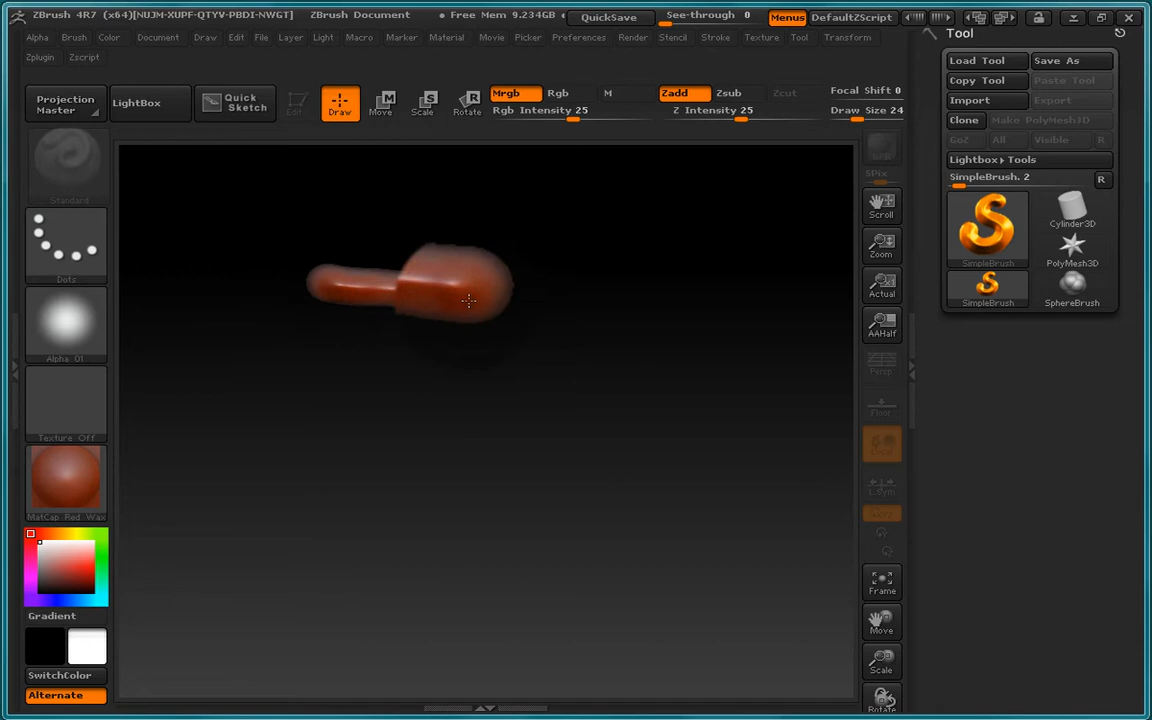 ZBrush 4R7 (x64)[NUJM-XUPF-QTYV-PBDI-NWGT] ZBrush Document • Free Mem 9.234GB QuickSave See-through 0 Menus DefaultZScript
Alpha Brush Color Document Draw Edit File Layer Light Macro Marker Material Movie Picker Preferences Render Stencil Stroke Texture Tool Transform
Zplugin Zscript
Tool
Load Tool Save As
Copy Tool Paste Tool
Import Export
Clone Make PolyMesh3D
GoZ All Visible R
Lightbox▸Tools
SimpleBrush. 2 R
SimpleBrush
Cylinder3D
PolyMesh3D
SimpleBrush
SphereBrush
Projection
Master
LightBox
Quick
Sketch
Edit
Draw
Move
Scale
Rotate
Mrgb Rgb M
Rgb Intensity 25
Zadd Zsub Zcut
Z Intensity 25
Focal Shift 0
Draw Size 24
Standard
Dots
Alpha 01
Texture Off
MatCap Red Wax
Gradient
SwitchColor
Alternate
BPR
SPix
Scroll
Zoom
Actual
AAHalf
Persp
Floor
Local
L.Sym
Frame
Move
Scale
Rotate